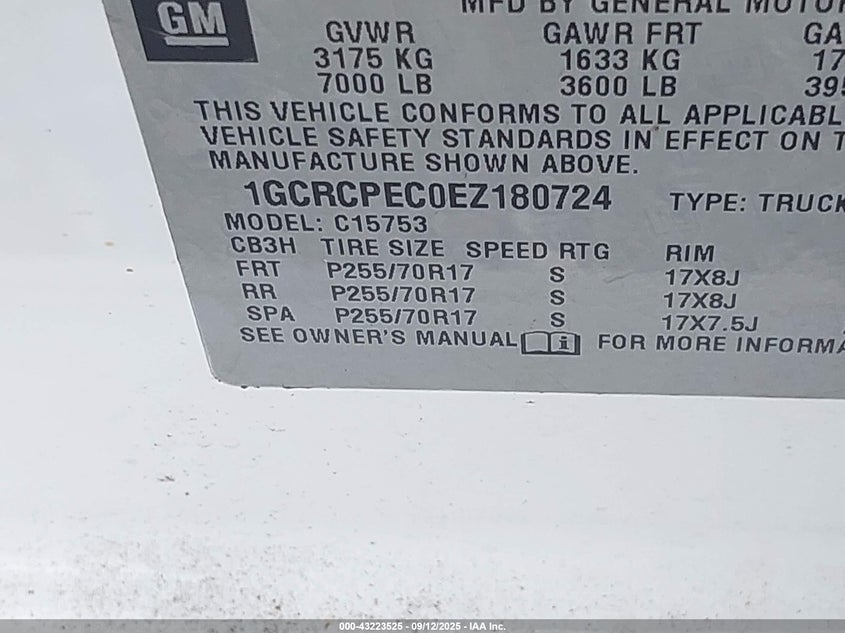 GM
MFD BY GENERAL MOTOR
GVWR GAWR FRT GA
3175 KG 1633 KG 17
7000 LB 3600 LB 395
THIS VEHICLE CONFORMS TO ALL APPLICABL
VEHICLE SAFETY STANDARDS IN EFFECT ON T
MANUFACTURE SHOWN ABOVE.
1GCRCPEC0EZ180724 TYPE: TRUCK
MODEL: C15753
CB3H TIRE SIZE SPEED RTG RIM
FRT P255/70R17 S 17X8J
RR P255/70R17 S 17X8J
SPA P255/70R17 S 17X7.5J
SEE OWNER'S MANUAL i FOR MORE INFORMA
000-43223525 - 09/12/2025 - IAA Inc.